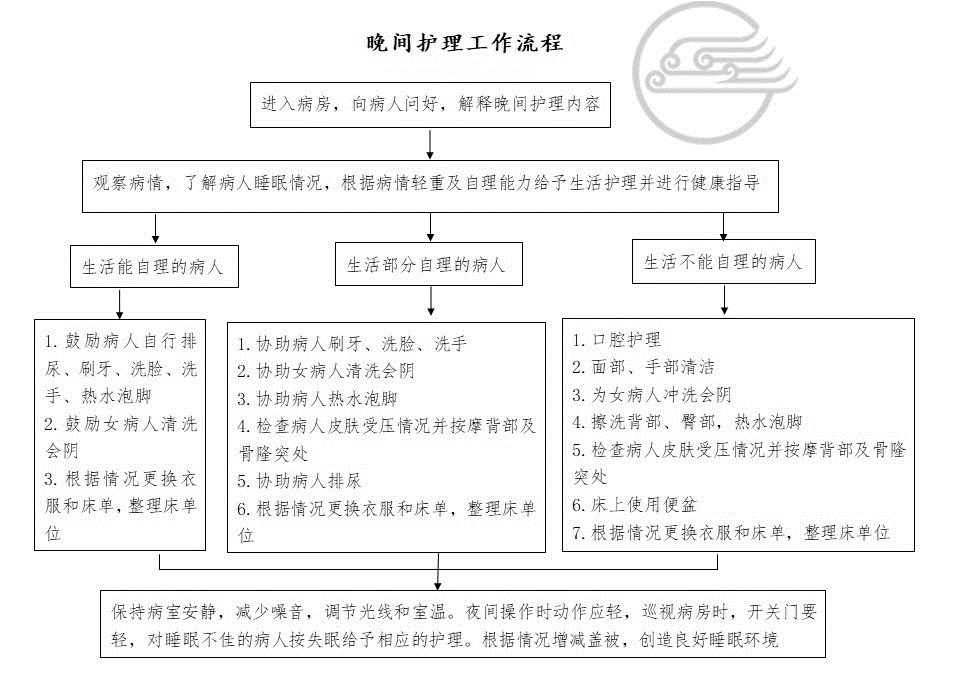 晚间护理工作流程
进入病房，向病人问好，解释晚间护理内容
观察病情，了解病人睡眠情况，根据病情轻重及自理能力给予生活护理并进行健康指导
生活能自理的病人
生活部分自理的病人
生活不能自理的病人
1.鼓励病人自行排
尿、刷牙、洗脸、洗
手、热水泡脚
2.鼓励女病人清洗
会阴
3.根据情况更换衣
服和床单，整理床单
位
1.协助病人刷牙、洗脸、洗手
2.协助女病人清洗会阴
3.协助病人热水泡脚
4.检查病人皮肤受压情况并按摩背部及
骨隆突处
5.协助病人排尿
6.根据情况更换衣服和床单，整理床单
位
1.口腔护理
2.面部、手部清洁
3.为女病人冲洗会阴
4.擦洗背部、臀部，热水泡脚
5.检查病人皮肤受压情况并按摩背部及骨隆
突处
6.床上使用便盆
7.根据情况更换衣服和床单，整理床单位
保持病室安静，减少噪音，调节光线和室温。夜间操作时动作应轻，巡视病房时，开关门要
轻，对睡眠不佳的病人按失眠给予相应的护理。根据情况增减盖被，创造良好睡眠环境